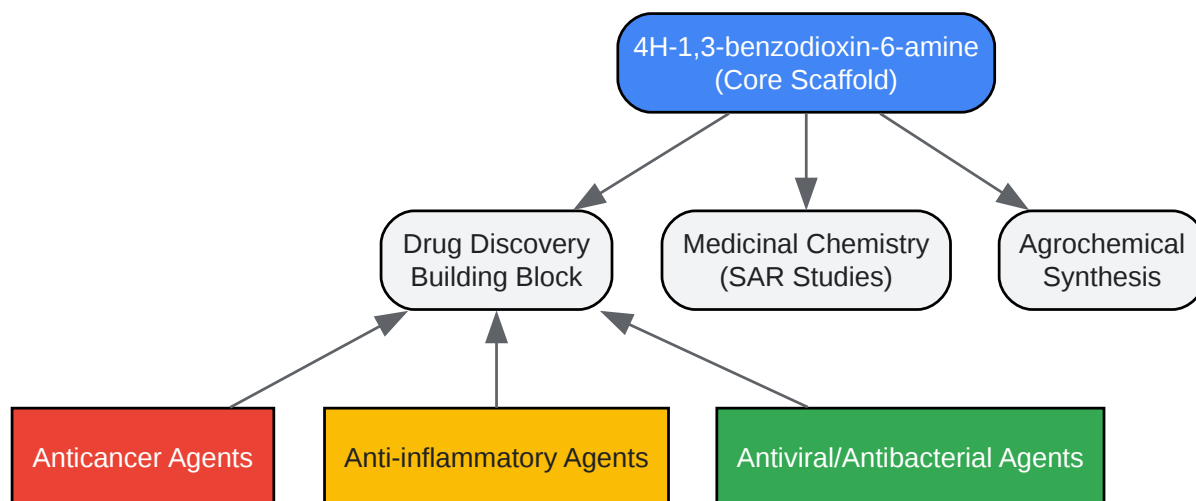 4H-1,3-benzodioxin-6-amine
(Core Scaffold)
Drug Discovery
Building Block
Medicinal Chemistry
(SAR Studies)
Agrochemical
Synthesis
Anticancer Agents
Anti-inflammatory Agents
Antiviral/Antibacterial Agents